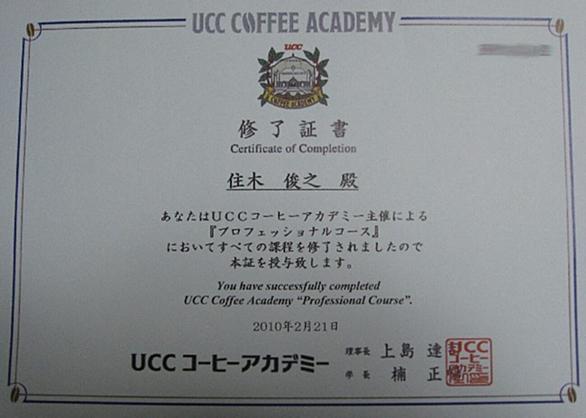 UCC COFFEE ACADEMY
UCC
COFFEE ACADEMY
修了証書
Certificate of Completion
住木 俊之 殿
あなたはUCCコーヒーアカデミー主催による
『プロフェッショナルコース』
においてすべての課程を修了されましたので
本証を授与致します。
You have successfully completed
UCC Coffee Academy “Professional Course”.
2010年2月21日
UCC コーヒーアカデミー
理事長 上島 達
学長 楠 正